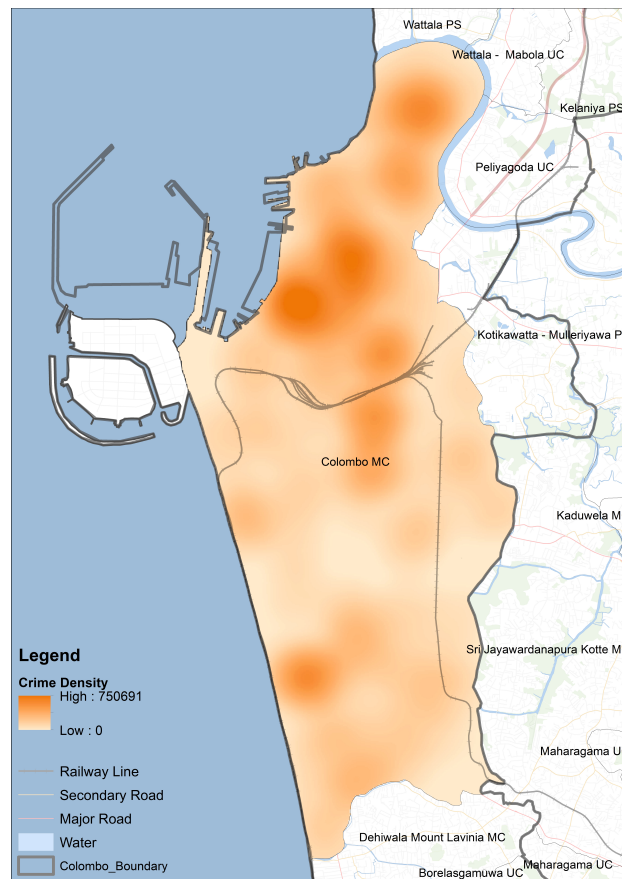 Wattala PS
Wattala - Mabola UC
Kelaniya PS
Peliyagoda UC
Kotikawatta - Mulleriyawa P
Colombo MC
Kaduwela M
Sri Jayawardanapura Kotte M
Maharagama U
Dehiwala Mount Lavinia MC
Maharagama UC
Borelasgamuwa UC
Legend
Crime Density
High : 750691
Low : 0
Railway Line
Secondary Road
Major Road
Water
Colombo_Boundary